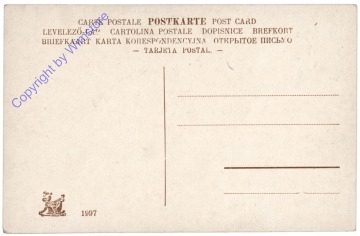 CARTE POSTALE POSTKARTE POST CARD
LEVELEZŐ-LAP CARTOLINA POSTALE DOPISNICE BREFKORT
BRIEFKAART KARTA KORESPONDENCYJNA ОТКРЫТОЕ ПИСЬМО
— TARJETA POSTAL. —
Copyright by
1997